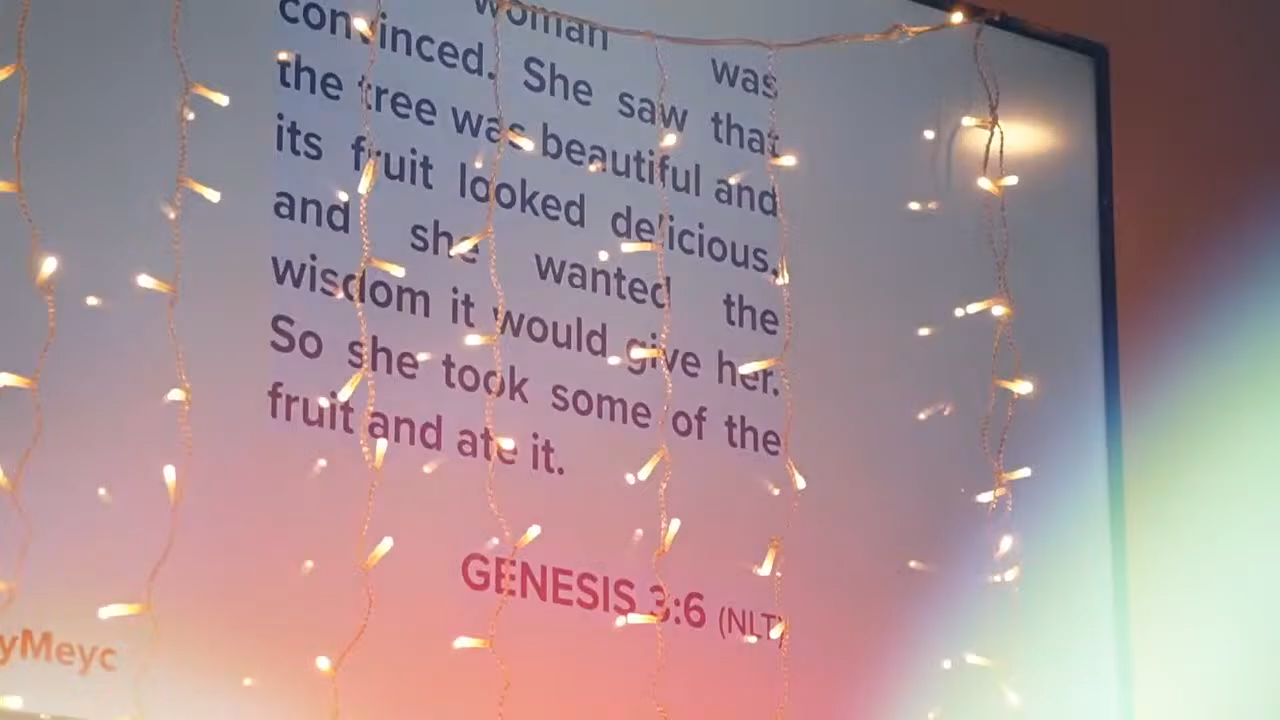 woman was
convinced. She saw that
the tree was beautiful and
its fruit looked delicious,
and she wanted the
wisdom it would give her.
So she took some of the
fruit and ate it.
GENESIS 3:6 (NLT)
yMeyc